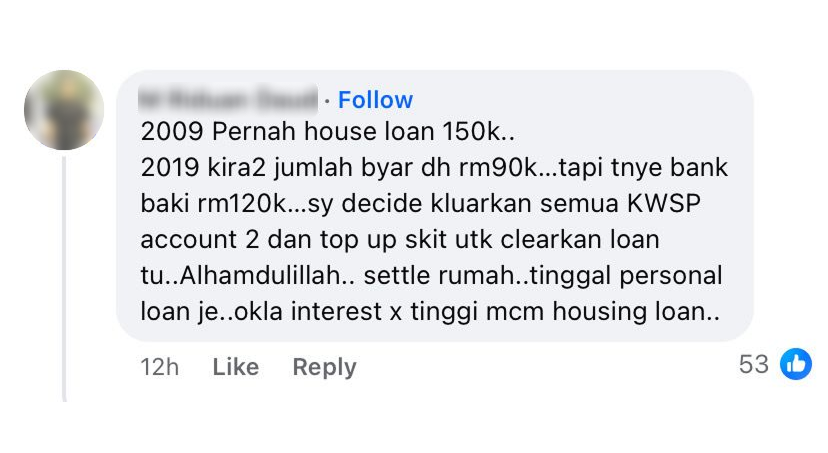 · Follow
2009 Pernah house loan 150k..
2019 kira2 jumlah byar dh rm90k...tapi tnye bank
baki rm120k...sy decide kluarkan semua KWSP
account 2 dan top up skit utk clearkan loan
tu..Alhamdulillah.. settle rumah..tinggal personal
loan je..okla interest x tinggi mcm housing loan..
12h Like Reply 53